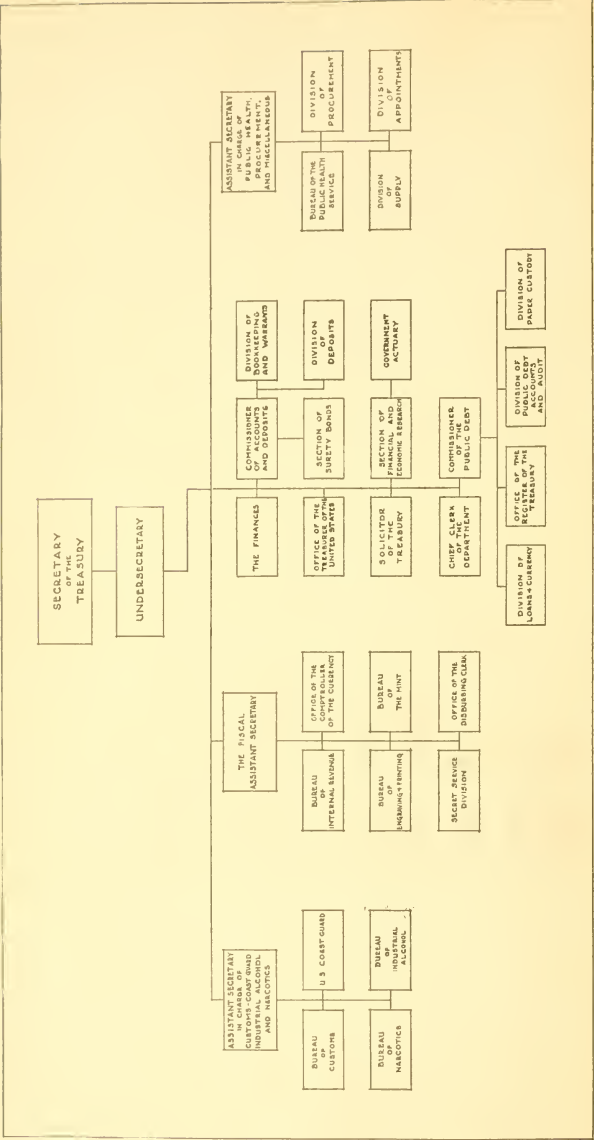 SECRETARY
OF THE
TREASURY
UNDERSECRETARY
ASSISTANT SECRETARY
IN CHARGE OF
CUSTOMS - COAST GUARD
INDUSTRIAL ALCOHOL
AND NARCOTICS
BUREAU
OF
CUSTOMS
U S COAST GUARD
BUREAU
OF
NARCOTICS
BUREAU
OF
INDUSTRIAL
ALCOHOL
THE FISCAL
ASSISTANT SECRETARY
BUREAU
OF
INTERNAL REVENUE
OFFICE OF THE
COMPTROLLER
OF THE CURRENCY
BUREAU
OF
ENGRAVING & PRINTING
BUREAU
OF
THE MINT
SECRET SERVICE
DIVISION
OFFICE OF THE
DISBURSING CLERK
THE FINANCES
COMMISSIONER
OF ACCOUNTS
AND DEPOSITS
DIVISION OF
BOOKKEEPING
AND WARRANTS
OFFICE OF THE
TREASURER OF THE
UNITED STATES
SECTION OF
SURETY BONDS
DIVISION
OF
DEPOSITS
SOLICITOR
OF THE
TREASURY
SECTION OF
FINANCIAL AND
ECONOMIC RESEARCH
GOVERNMENT
ACTUARY
CHIEF CLERK
OF THE
DEPARTMENT
COMMISSIONER
OF THE
PUBLIC DEBT
DIVISION OF
LOANS & CURRENCY
OFFICE OF THE
REGISTER OF THE
TREASURY
DIVISION OF
PUBLIC DEBT
ACCOUNTS
AND AUDIT
DIVISION OF
PAPER CUSTODY
ASSISTANT SECRETARY
IN CHARGE OF
PUBLIC HEALTH,
PROCUREMENT,
AND MISCELLANEOUS
BUREAU OF THE
PUBLIC HEALTH
SERVICE
DIVISION
OF
PROCUREMENT
DIVISION
OF
SUPPLY
DIVISION
OF
APPOINTMENTS